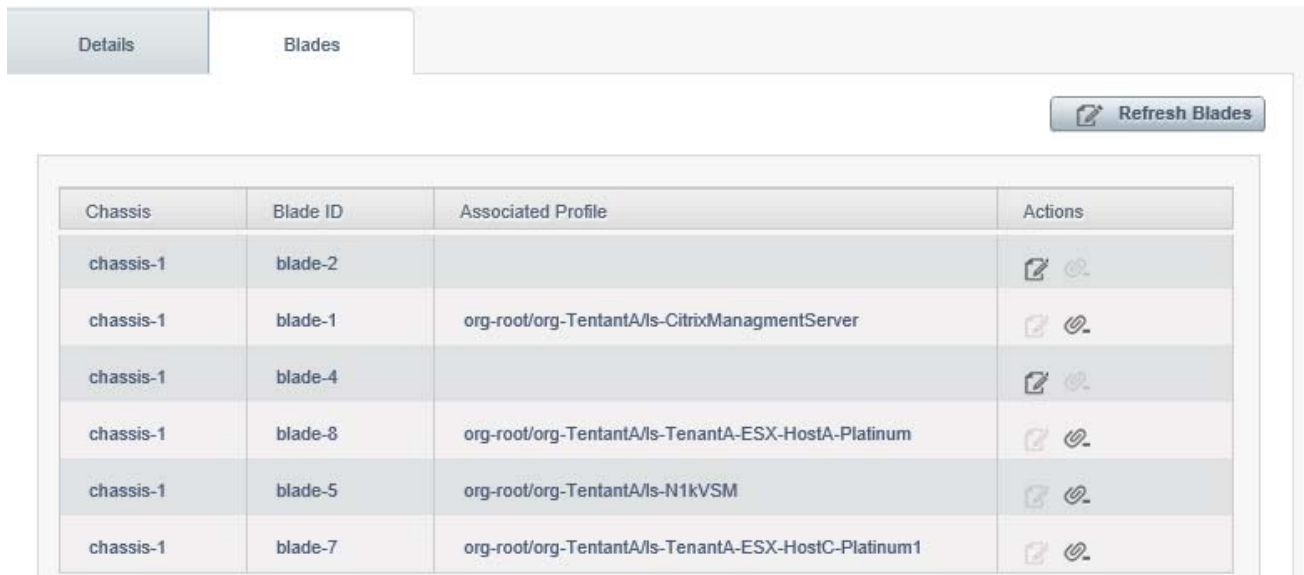 Details Blades
Refresh Blades
Chassis Blade ID Associated Profile Actions
chassis-1 blade-2
chassis-1 blade-1 org-root/org-TentantA/ls-CitrixManagmentServer
chassis-1 blade-4
chassis-1 blade-8 org-root/org-TentantA/ls-TenantA-ESX-HostA-Platinum
chassis-1 blade-5 org-root/org-TentantA/ls-N1kVSM
chassis-1 blade-7 org-root/org-TentantA/ls-TenantA-ESX-HostC-Platinum1